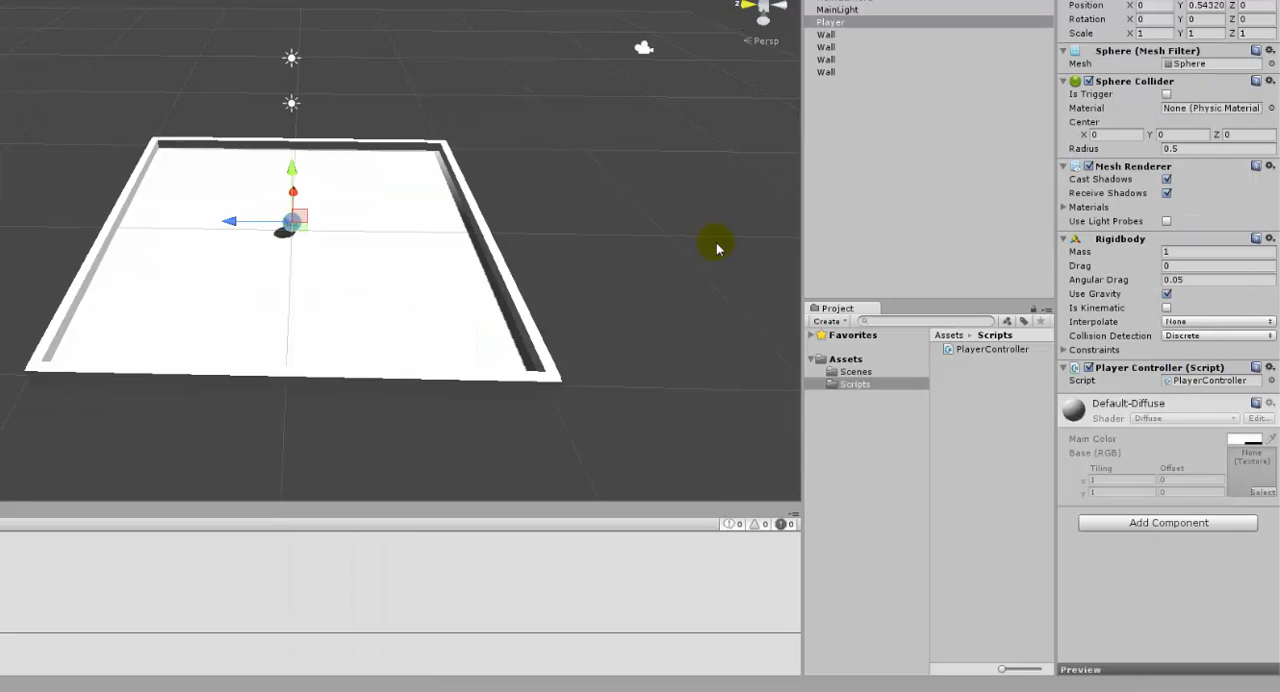 z
Persp
MainLight
Player
Wall
Wall
Wall
Wall
Project
Create
Favorites
Assets
Scenes
Scripts
Assets Scripts
PlayerController
0 0 0
Position X 0 Y 0.54320 Z 0
Rotation X 0 Y 0 Z 0
Scale X 1 Y 1 Z 1
Sphere (Mesh Filter)
Mesh Sphere
Sphere Collider
Is Trigger
Material None (Physic Material
Center
X 0 Y 0 Z 0
Radius 0.5
Mesh Renderer
Cast Shadows
Receive Shadows
Materials
Use Light Probes
Rigidbody
Mass 1
Drag 0
Angular Drag 0.05
Use Gravity
Is Kinematic
Interpolate None
Collision Detection Discrete
Constraints
Player Controller (Script)
Script PlayerController
Default-Diffuse
Shader Diffuse Edit...
Main Color
Base (RGB)
None
(Texture)
Tiling Offset
x 1 0
y 1 0
Select
Add Component
Preview